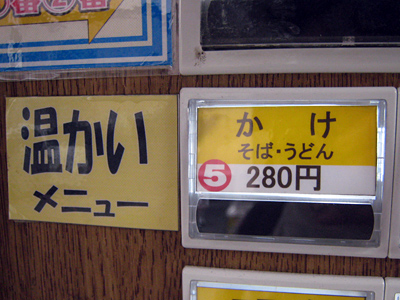 温かい
メニュー
かけ
そば・うどん
5 280円